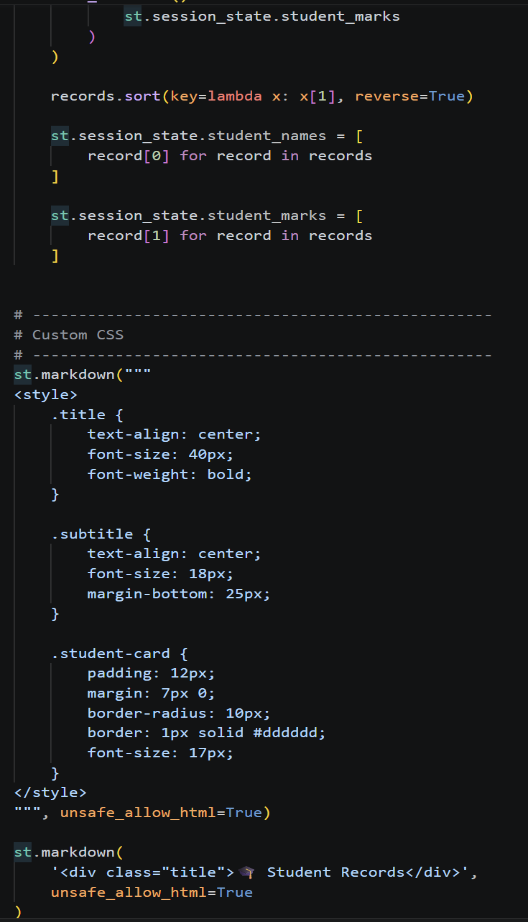 st.session_state.student_marks
)
)
records.sort(key=lambda x: x[1], reverse=True)
st.session_state.student_names = [
record[0] for record in records
]
st.session_state.student_marks = [
record[1] for record in records
]
# --------------------------------------------------
# Custom CSS
# --------------------------------------------------
st.markdown("""
<style>
.title {
text-align: center;
font-size: 40px;
font-weight: bold;
}
.subtitle {
text-align: center;
font-size: 18px;
margin-bottom: 25px;
}
.student-card {
padding: 12px;
margin: 7px 0;
border-radius: 10px;
border: 1px solid #dddddd;
font-size: 17px;
}
</style>
""", unsafe_allow_html=True)
st.markdown(
'<div class="title">🎓 Student Records</div>',
unsafe_allow_html=True
)